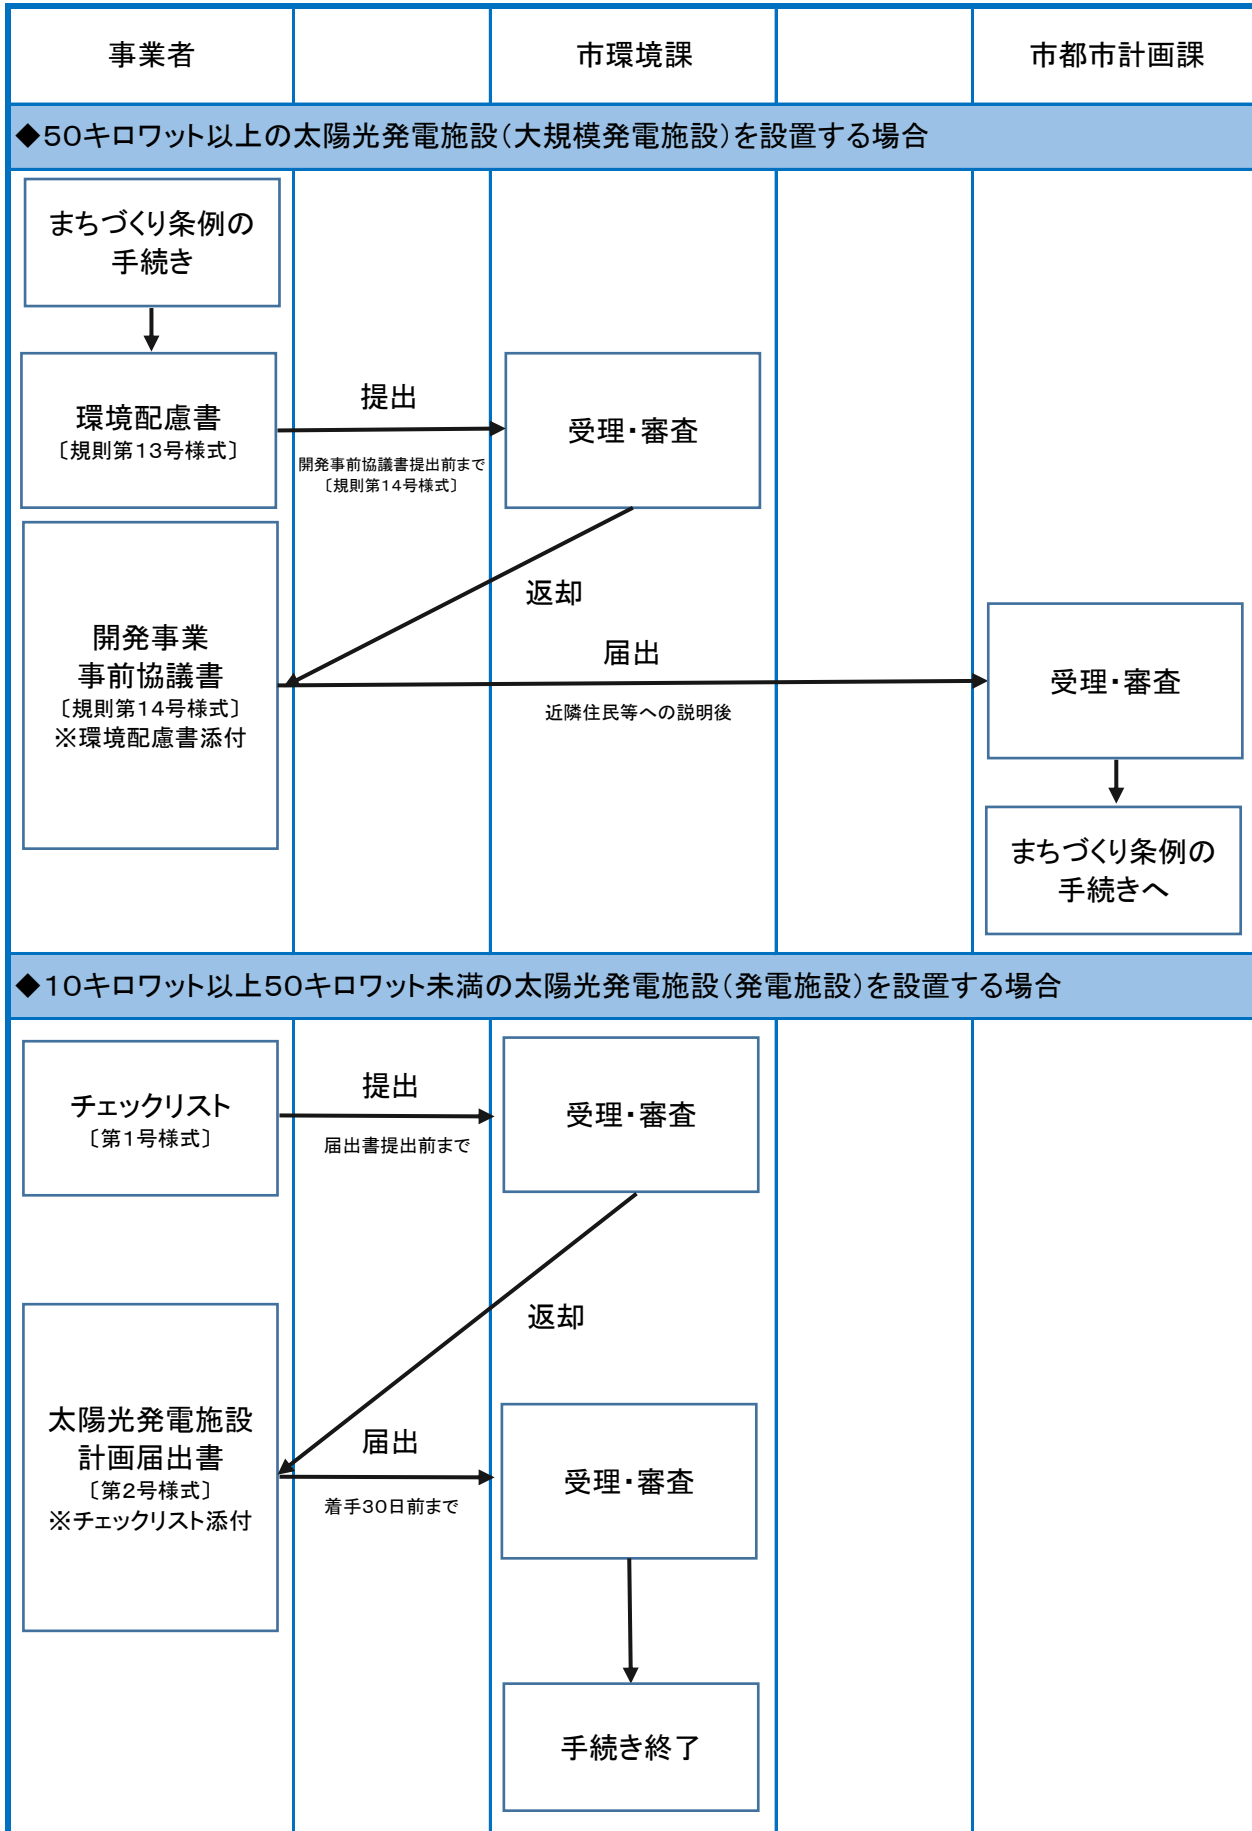 事業者
市環境課
市都市計画課
◆50キロワット以上の太陽光発電施設（大規模発電施設）を設置する場合
まちづくり条例の
手続き
環境配慮書
〔規則第13号様式〕
提出
開発事前協議書提出前まで
〔規則第14号様式〕
受理・審査
返却
開発事業
事前協議書
〔規則第14号様式〕
※環境配慮書添付
届出
近隣住民等への説明後
受理・審査
まちづくり条例の
手続きへ
◆10キロワット以上50キロワット未満の太陽光発電施設（発電施設）を設置する場合
チェックリスト
〔第1号様式〕
提出
届出書提出前まで
受理・審査
返却
太陽光発電施設
計画届出書
〔第2号様式〕
※チェックリスト添付
届出
着手30日前まで
受理・審査
手続き終了